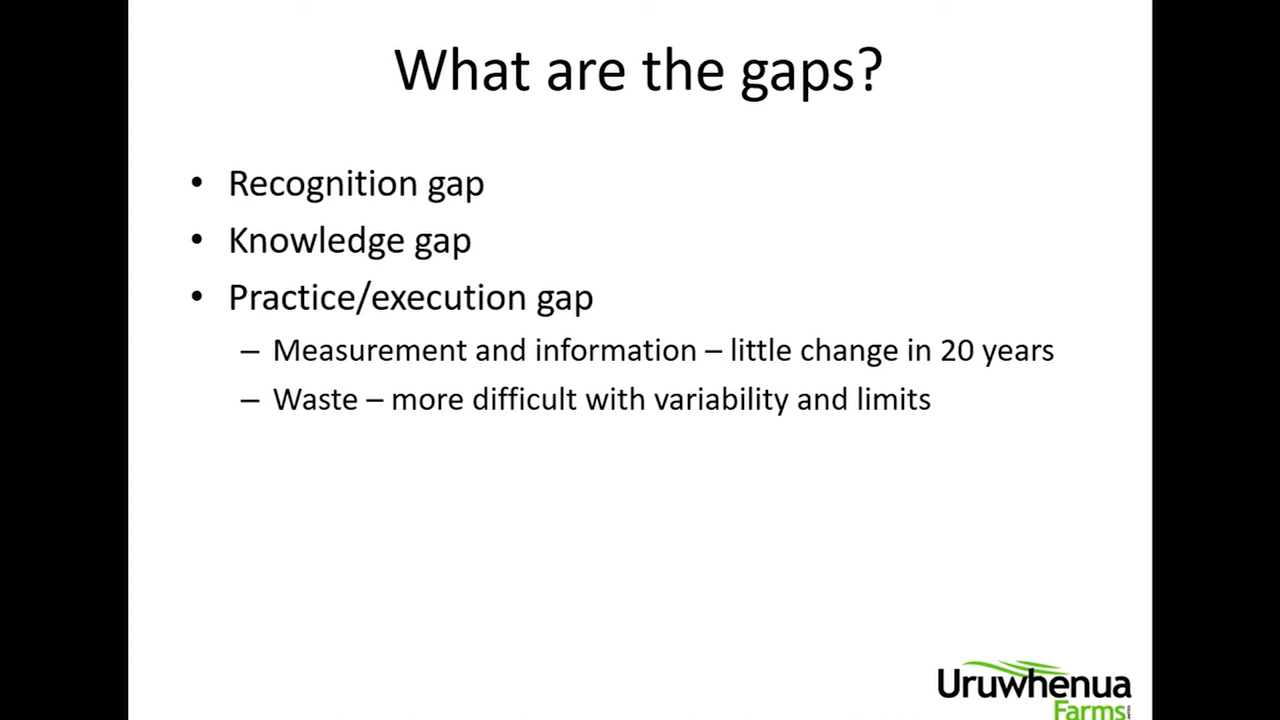 What are the gaps?
• Recognition gap
• Knowledge gap
• Practice/execution gap
– Measurement and information – little change in 20 years
– Waste – more difficult with variability and limits
Uruwhenua
Farms